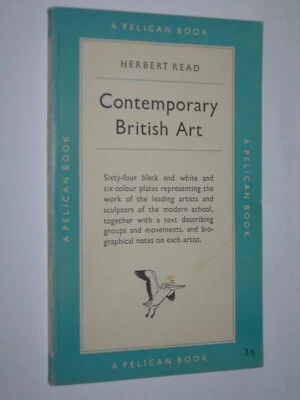 A PELICAN BOOK
HERBERT READ
Contemporary
British Art
Sixty-four black and white and
six colour plates representing the
work of the leading artists and
sculptors of the modern school,
together with a text describing
groups and movements, and bio-
graphical notes on each artist.
A PELICAN BOOK
A PELICAN BOOK
A PELICAN BOOK
3/6